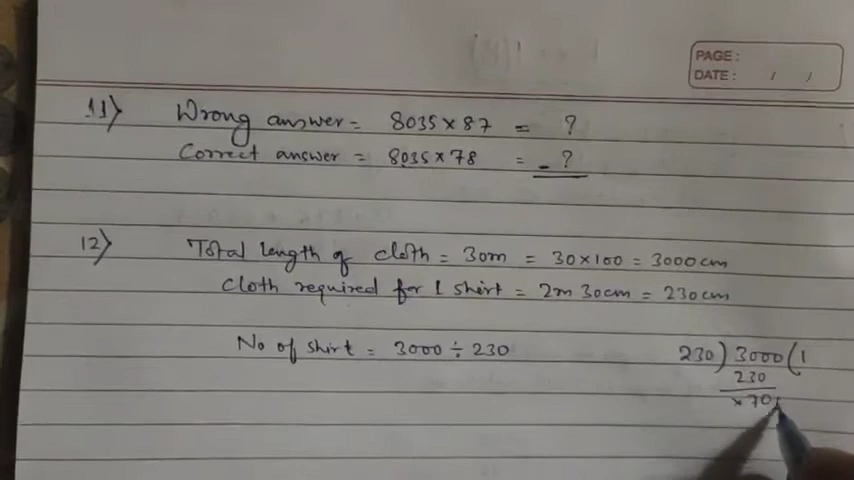 PAGE :
DATE : / /
11) Wrong answer = 8035 × 87 = ?
Correct answer = 8035 × 78 = - ?
12) Total length of cloth = 30m = 30 × 100 = 3000 cm
Cloth required for 1 shirt = 2m 30cm = 230 cm
No of shirt = 3000 ÷ 230 230 ) 3000 ( 1
230
× 70